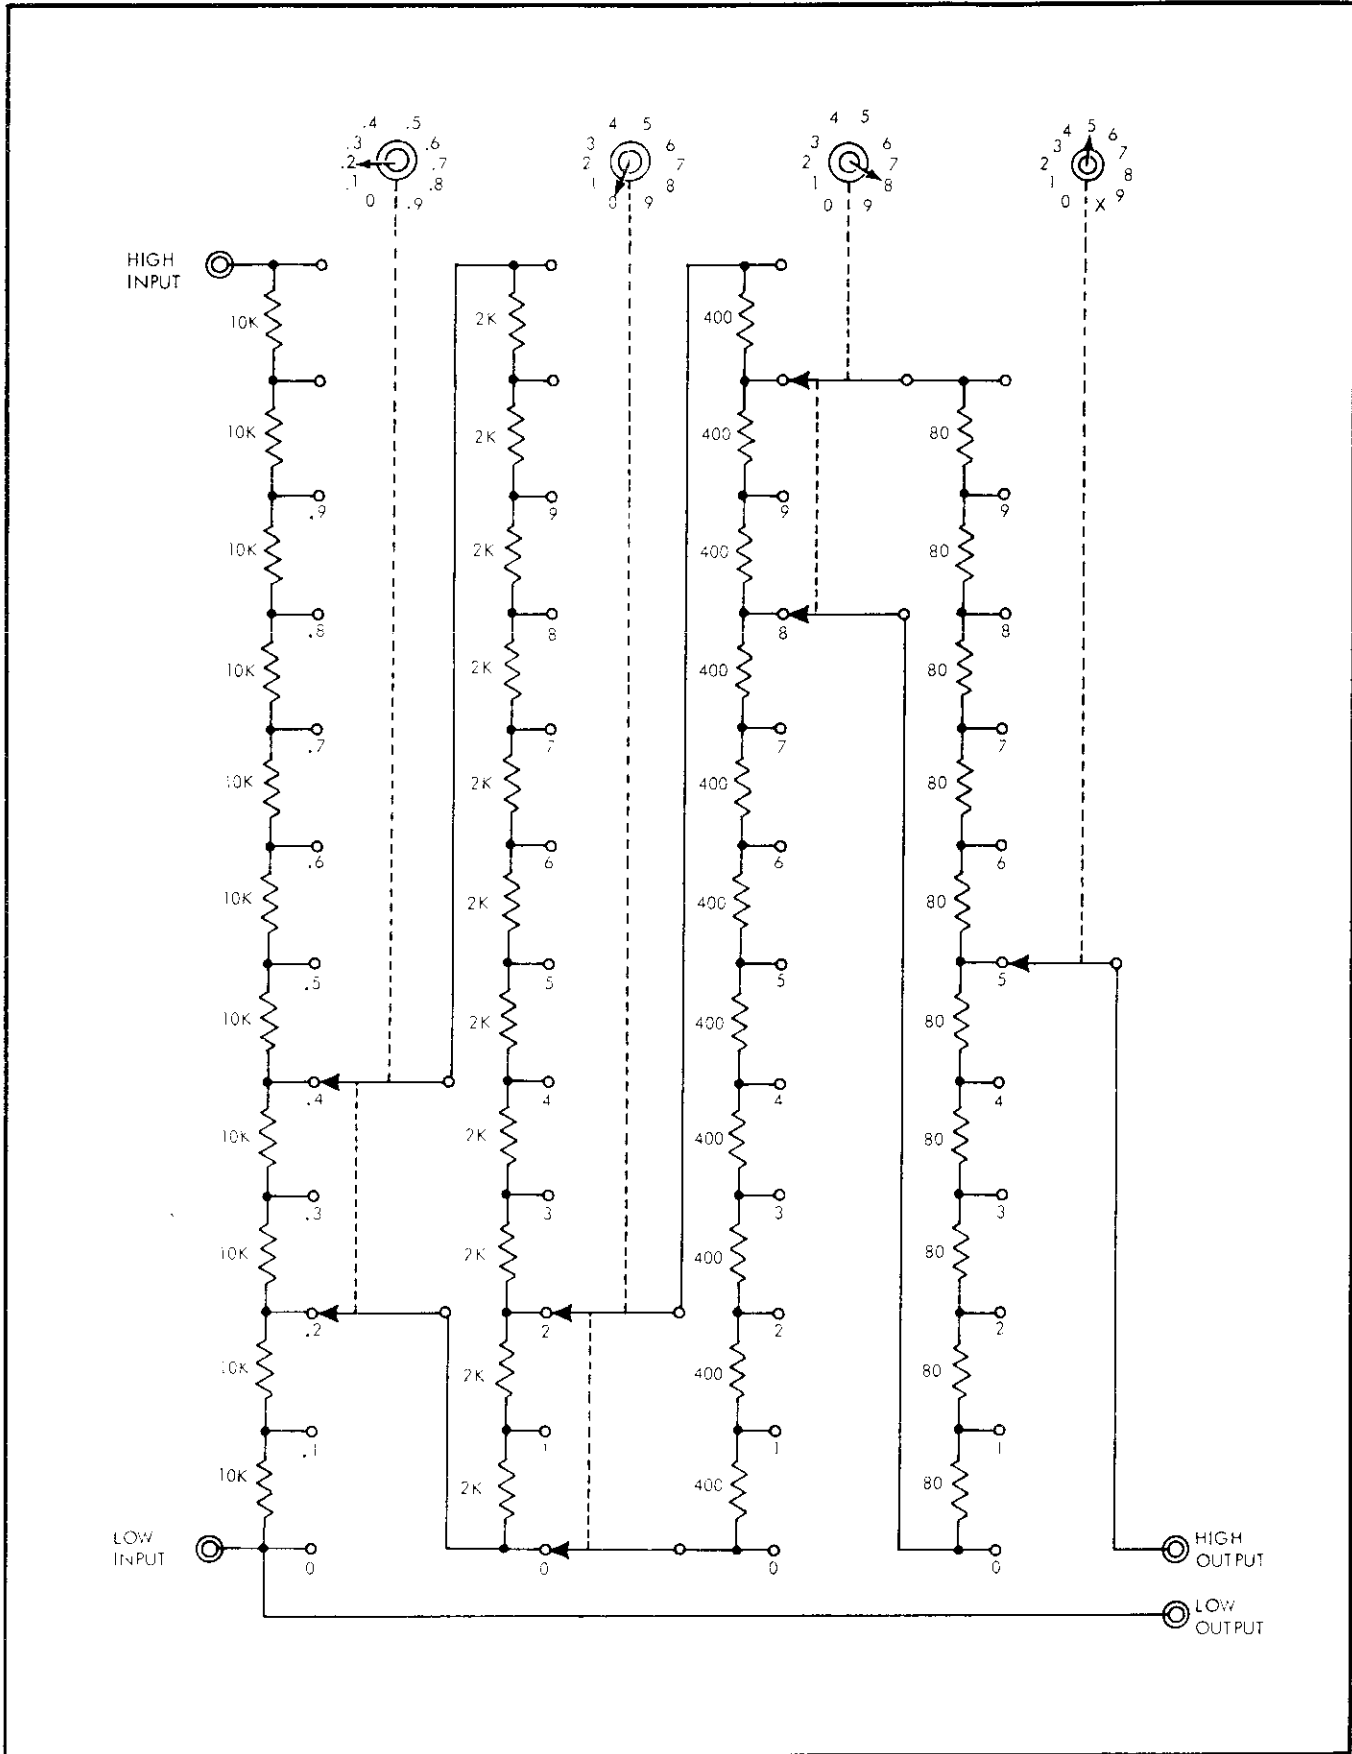 .4 .5 4 5 4 5 4 5
.3 .6 3 6 3 6 3 6
.2 .7 2 7 2 7 2 7
.1 .8 1 8 1 8 1 8
0 .9 0 9 0 9 0 X 9
HIGH
INPUT
10K 2K 400
10K 2K 400 80
.9 9 9 9
10K 2K 400 80
.8 8 8 8
10K 2K 400 80
.7 7 7 7
10K 2K 400 80
.6 6 6 6
10K 2K 400 80
.5 5 5 5
10K 2K 400 80
.4 4 4 4
10K 2K 400 80
.3 3 3 3
10K 2K 400 80
.2 2 2 2
10K 2K 400 80
.1 1 1 1
10K 2K 400 80
LOW
INPUT
0 0 0 0
HIGH
OUTPUT
LOW
OUTPUT